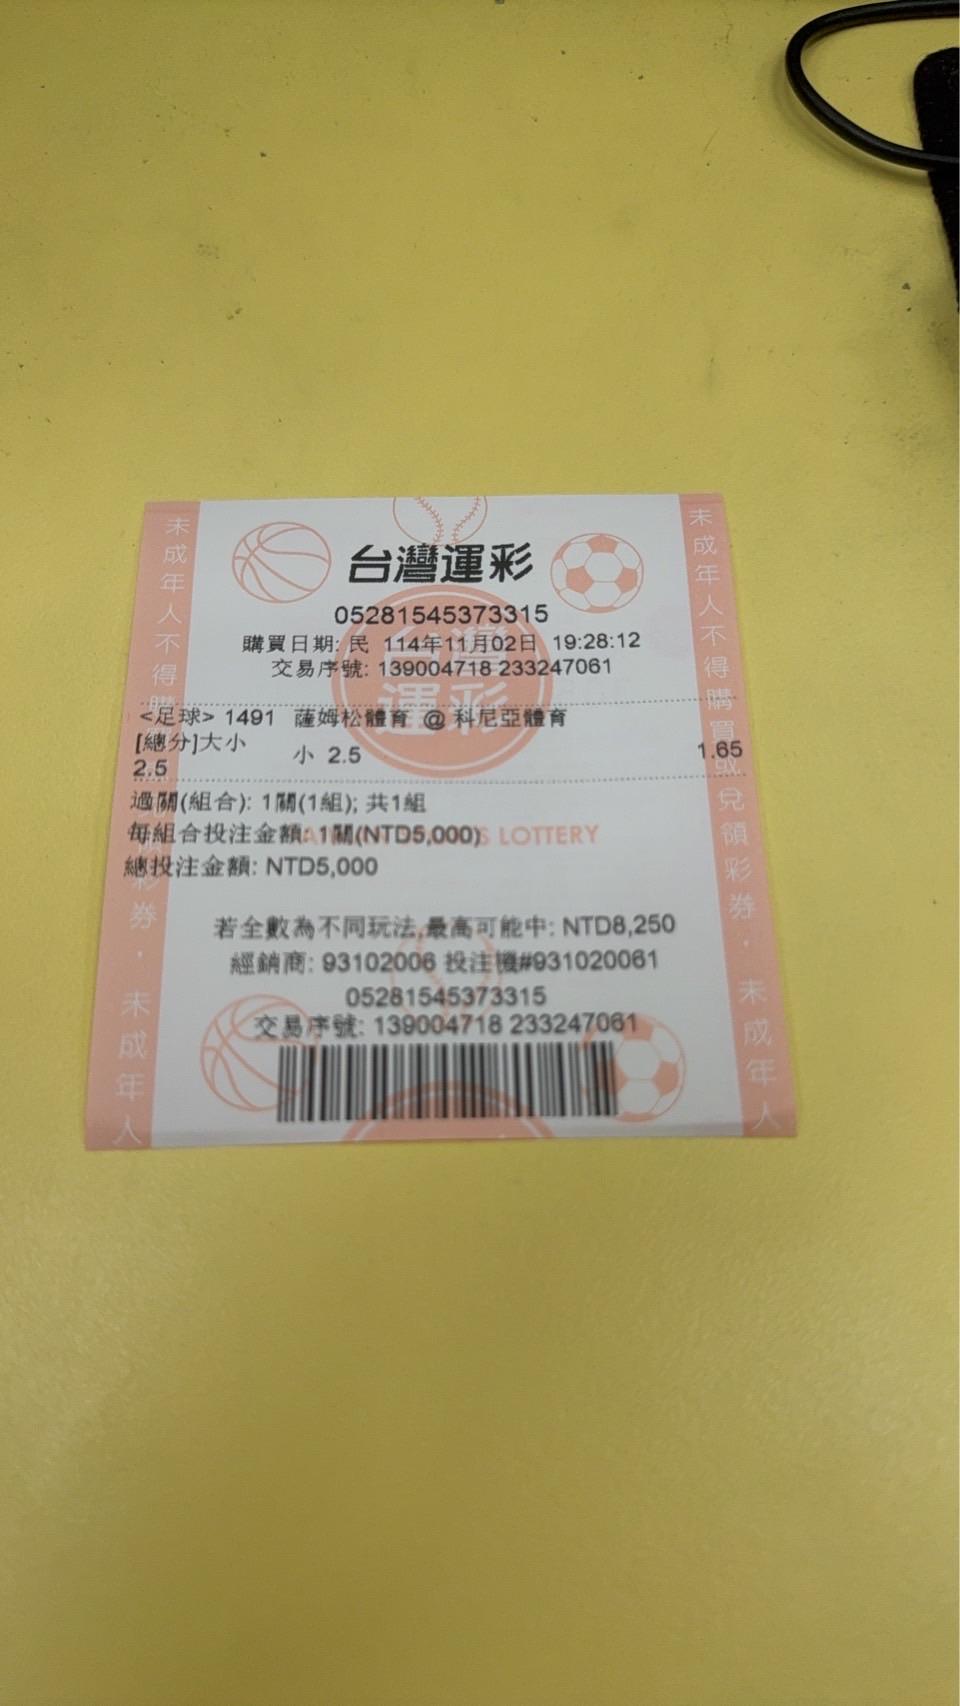 台灣運彩
05281545373315
購買日期: 民 114年11月02日 19:28:12
交易序號: 139004718 233247061
<足球> 1491 薩姆松體育 @ 科尼亞體育
[總分]大小 小 2.5 1.65
2.5
過關(組合): 1關(1組); 共1組
每組合投注金額: 1關(NTD5,000)
總投注金額: NTD5,000
若全數為不同玩法,最高可能中: NTD8,250
經銷商: 93102006 投注機#931020061
05281545373315
交易序號: 139004718 233247061
台灣
運彩
LOTTERY
未成年人不得購
彩券.未成年人
未成年人不得購買或兌領彩券.未成年人